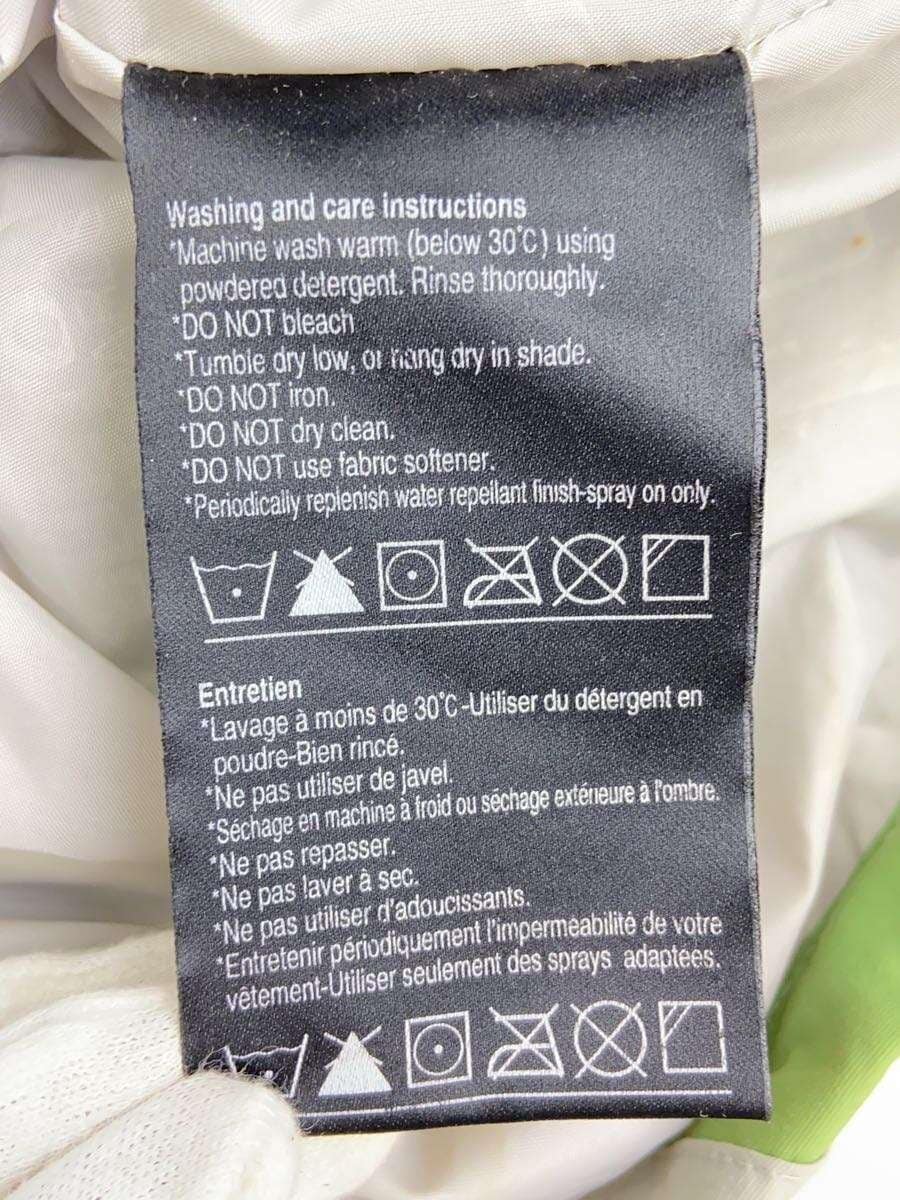 Washing and care instructions
*Machine wash warm (below 30°C) using
powdered detergent. Rinse thoroughly.
*DO NOT bleach
*Tumble dry low, or hang dry in shade.
*DO NOT iron.
*DO NOT dry clean.
*DO NOT use fabric softener.
*Periodically replenish water repellant finish-spray on only.
Entretien
*Lavage à moins de 30°C-Utiliser du détergent en
poudre-Bien rincé.
*Ne pas utiliser de javel.
*Séchage en machine à froid ou séchage extérieure à l'ombre.
*Ne pas repasser.
*Ne pas laver à sec.
*Ne pas utiliser d'adoucissants.
*Entretenir périodiquement l'imperméabilité de votre
vêtement-Utiliser seulement des sprays adaptees.